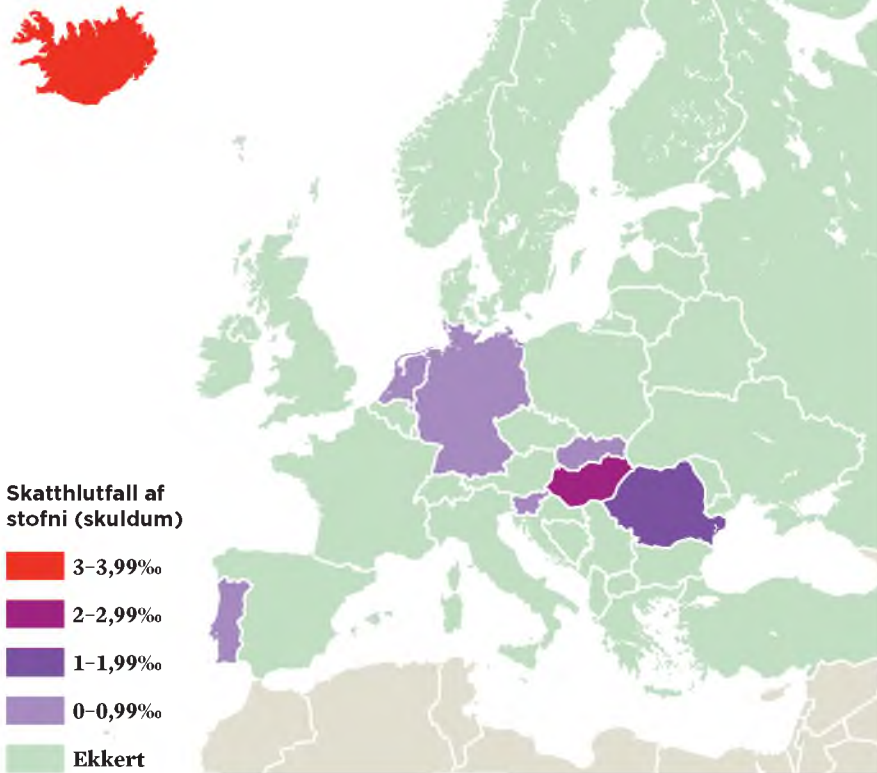 Skatthlutfall af
stofni (skuldum)
3–3,99‰
2–2,99‰
1–1,99‰
0–0,99‰
Ekkert